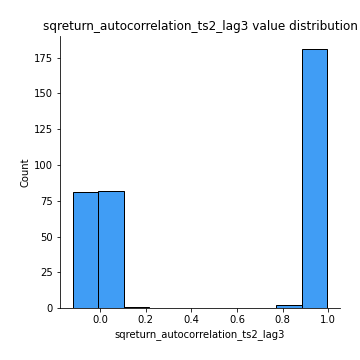 sqreturn_autocorrelation_ts2_lag3 value distribution
175
150
125
100
75
50
25
0
Count
0.0 0.2 0.4 0.6 0.8 1.0
sqreturn_autocorrelation_ts2_lag3